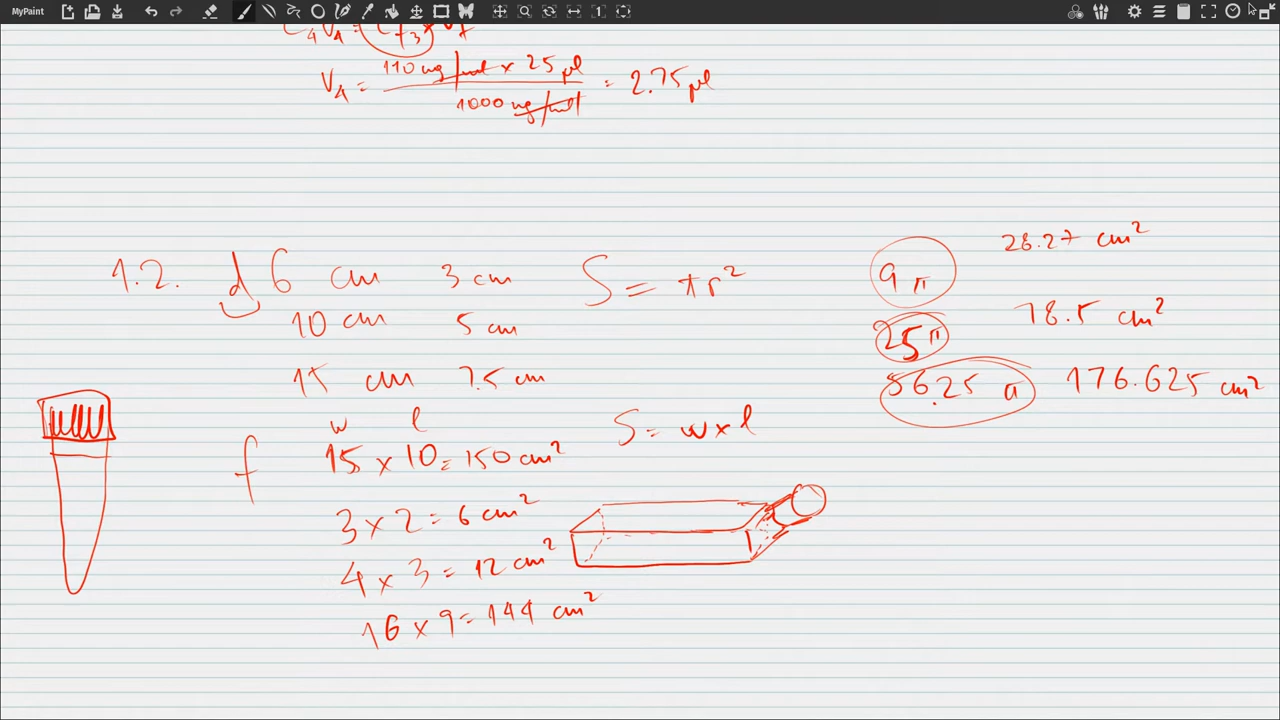 MyPaint
V₁ = 110 ng/ml x 25 μl / 1000 ng/ml = 2.75 μl
1.2. d 6 cm 3 cm S = πr² 9π 28.27 cm²
10 cm 5 cm 25π 78.5 cm²
15 cm 7.5 cm 56.25 π 176.625 cm²
w l
f 15 x 10 = 150 cm² S = w x l
3 x 2 = 6 cm²
4 x 3 = 12 cm²
16 x 9 = 144 cm²